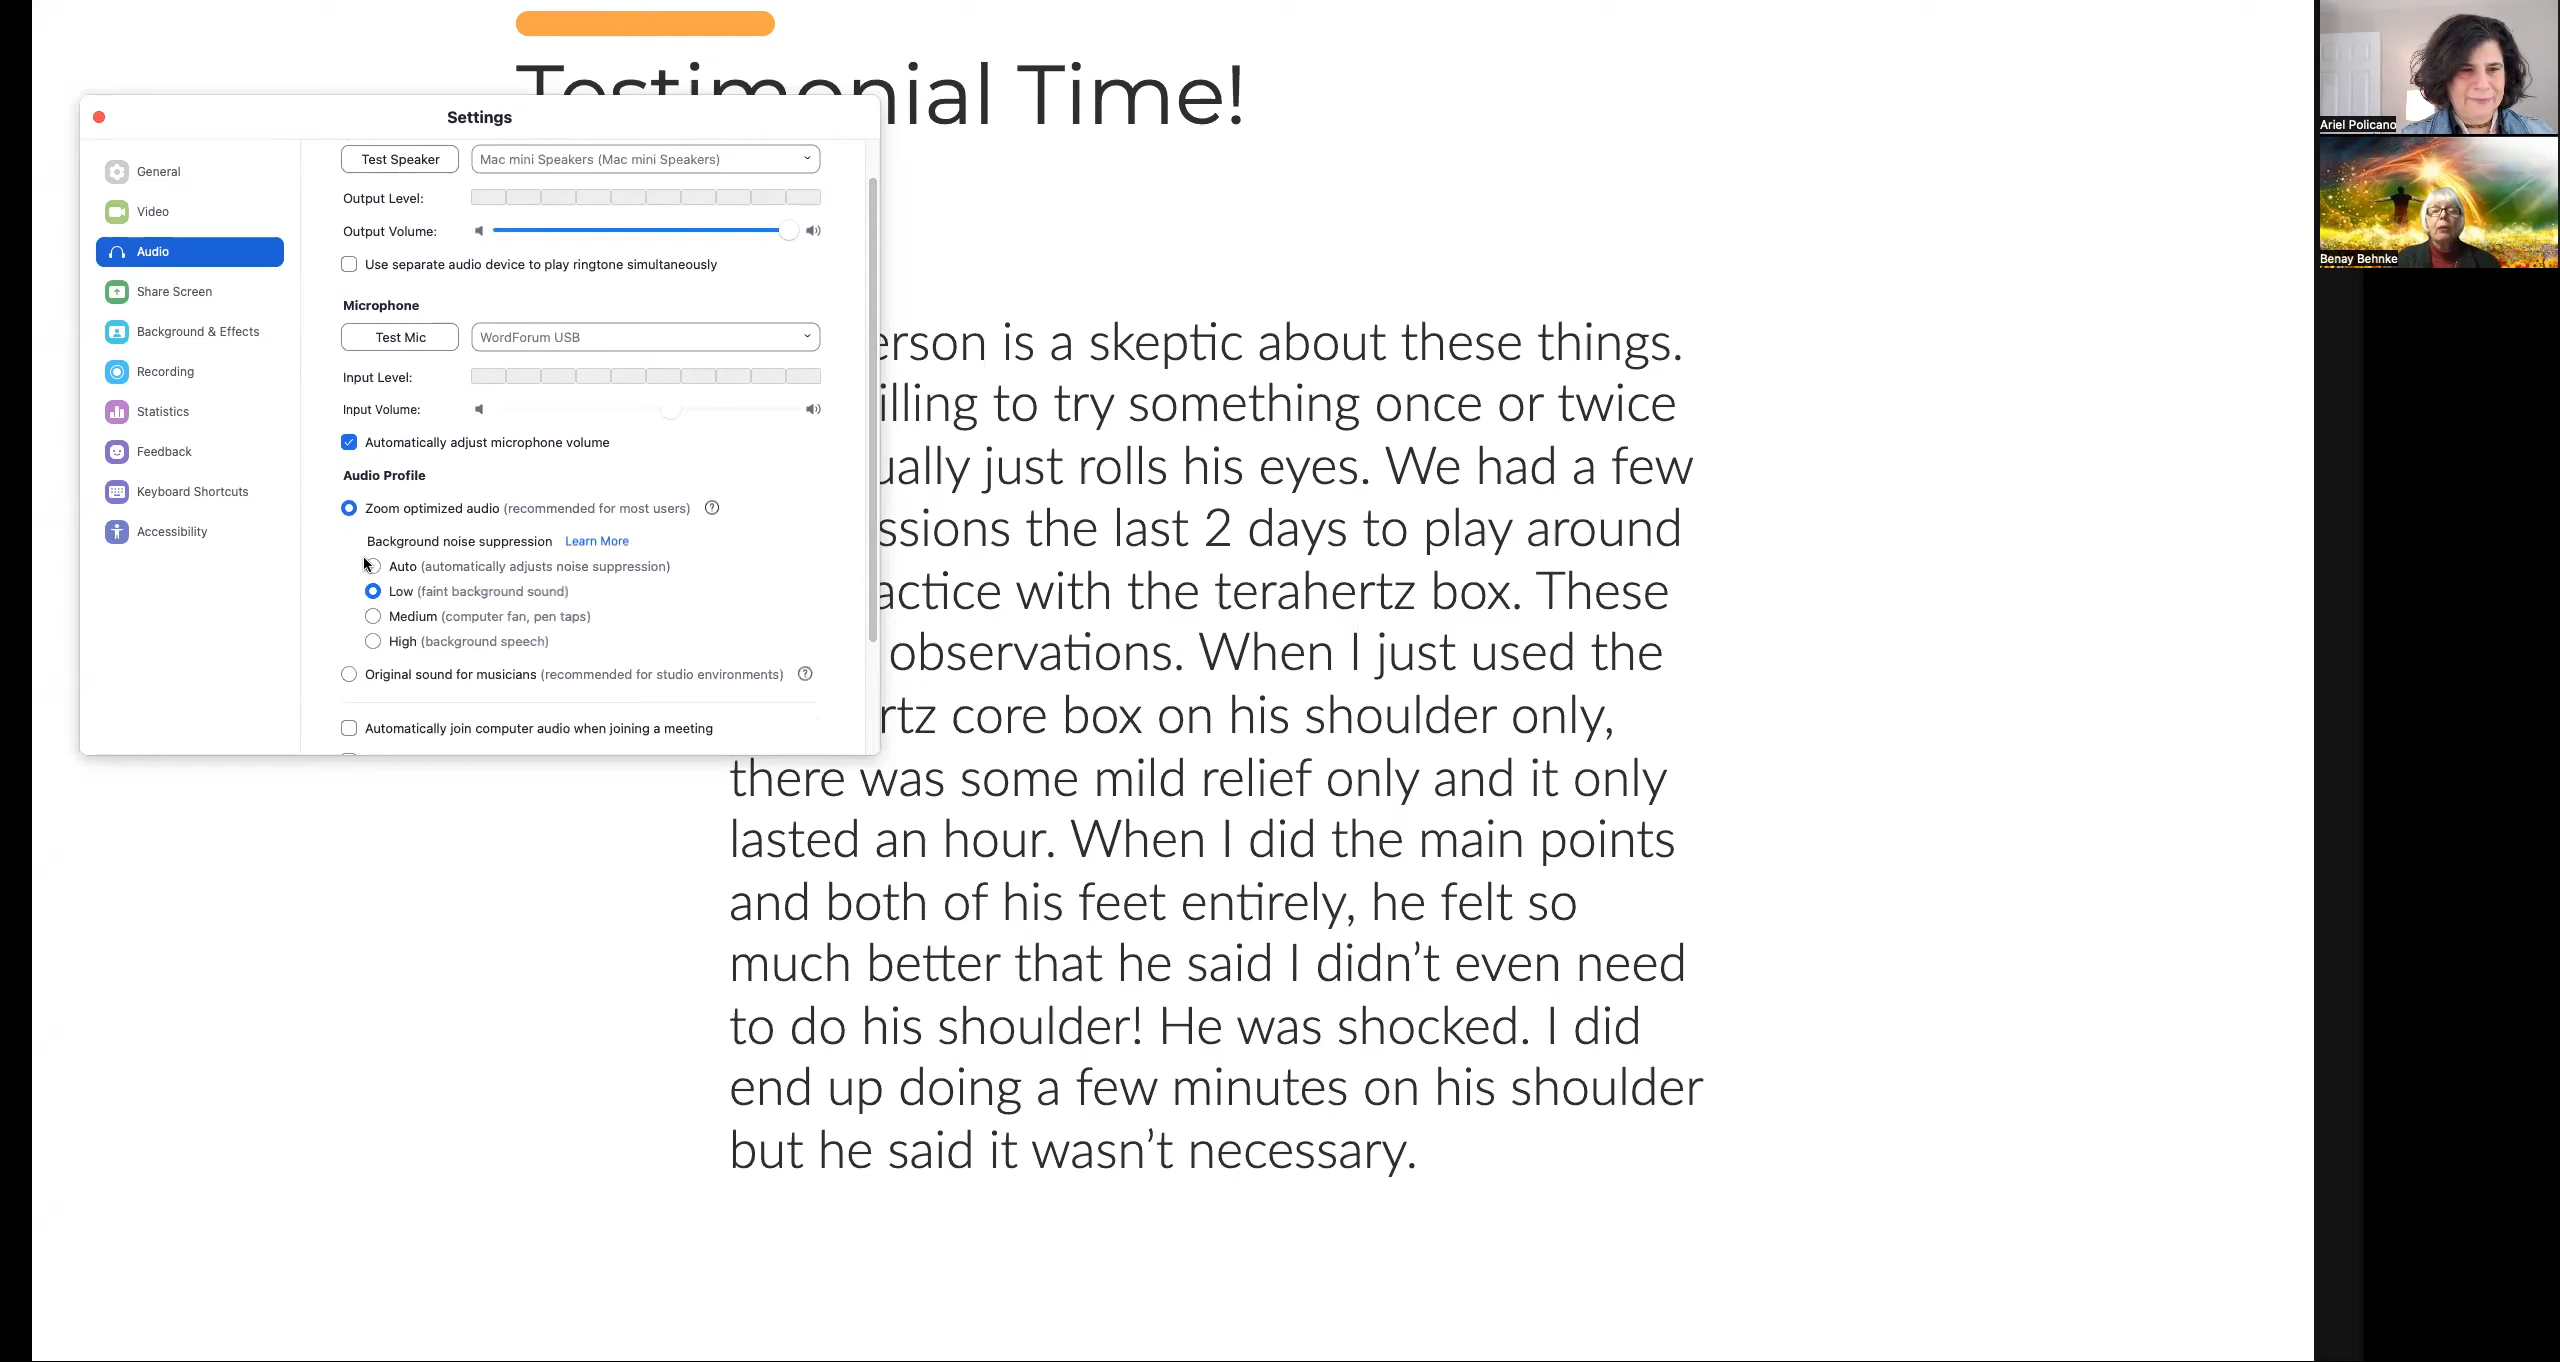 Testimonial Time!
Settings
General
Video
Audio
Share Screen
Background & Effects
Recording
Statistics
Feedback
Keyboard Shortcuts
Accessibility
Test Speaker
Mac mini Speakers (Mac mini Speakers)
Output Level:
Output Volume:
Use separate audio device to play ringtone simultaneously
Microphone
Test Mic
WordForum USB
Input Level:
Input Volume:
Automatically adjust microphone volume
Audio Profile
Zoom optimized audio (recommended for most users)
Background noise suppression Learn More
Auto (automatically adjusts noise suppression)
Low (faint background sound)
Medium (computer fan, pen taps)
High (background speech)
Original sound for musicians (recommended for studio environments)
Automatically join computer audio when joining a meeting
erson is a skeptic about these things.
illing to try something once or twice
ually just rolls his eyes. We had a few
ssions the last 2 days to play around
actice with the terahertz box. These
observations. When I just used the
rtz core box on his shoulder only,
there was some mild relief only and it only
lasted an hour. When I did the main points
and both of his feet entirely, he felt so
much better that he said I didn't even need
to do his shoulder! He was shocked. I did
end up doing a few minutes on his shoulder
but he said it wasn't necessary.
Ariel Policano
Benay Behnke